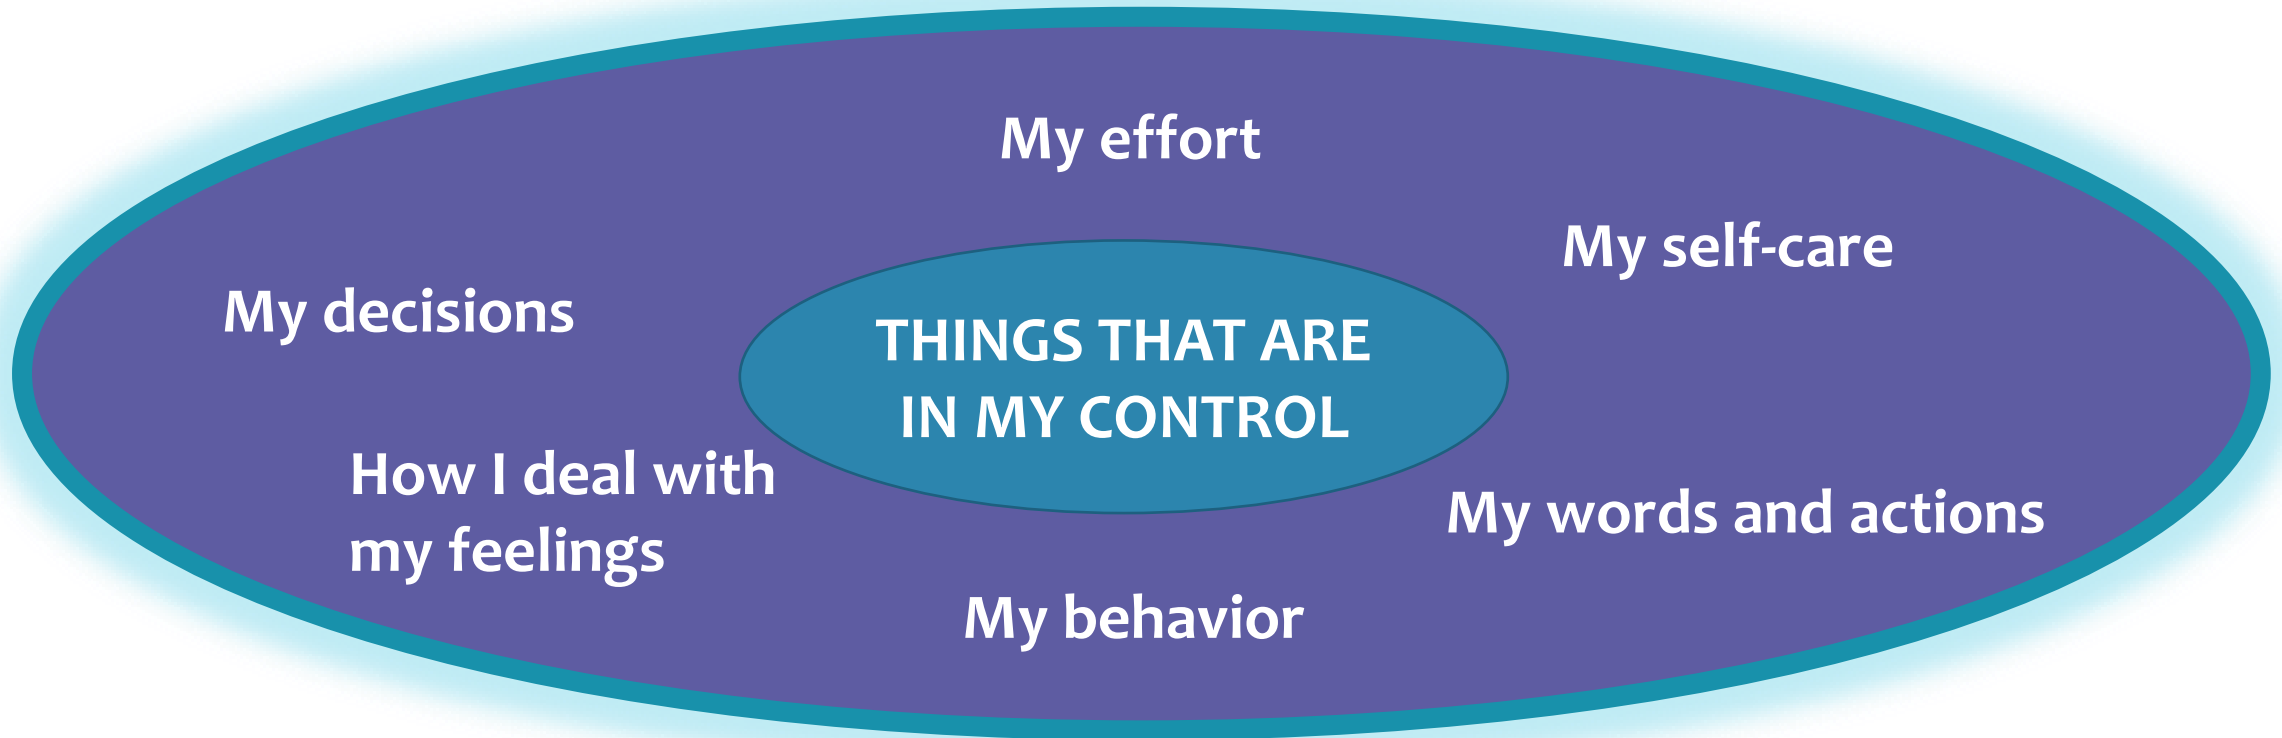 My effort
My self-care
My decisions
THINGS THAT ARE
IN MY CONTROL
How I deal with
my feelings
My words and actions
My behavior